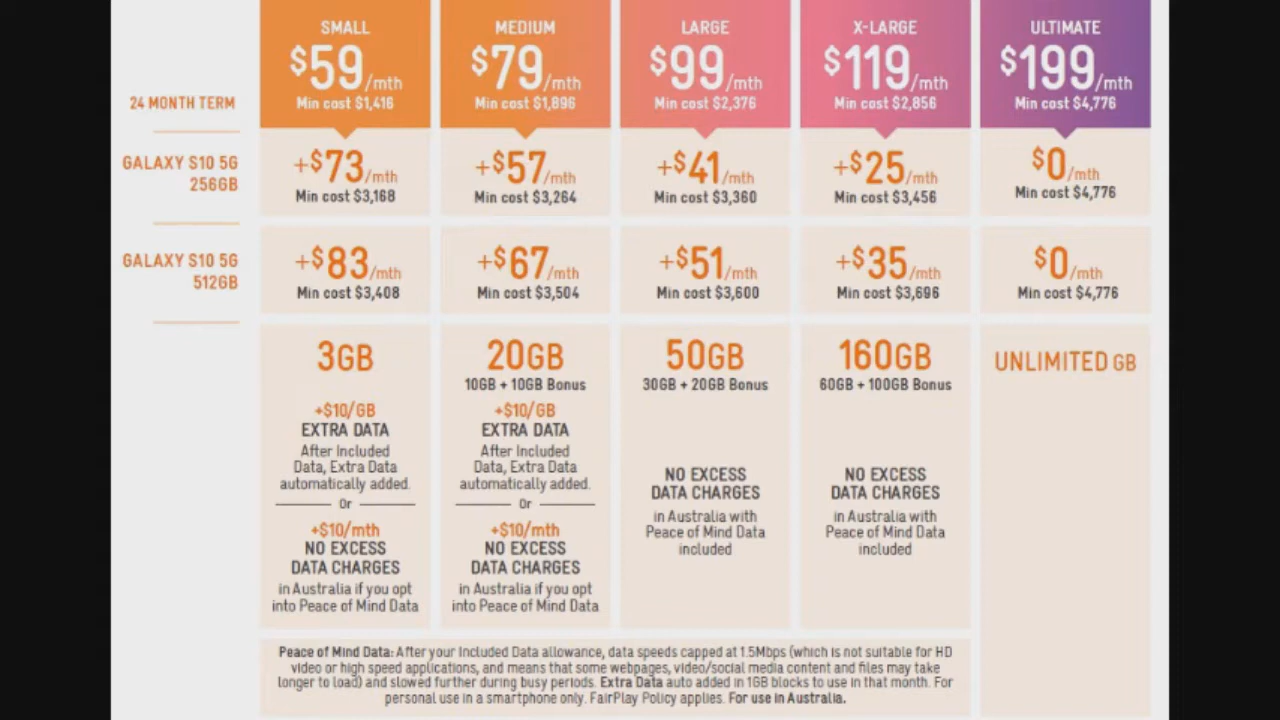 SMALL
$59/mth
Min cost $1,416
MEDIUM
$79/mth
Min cost $1,896
LARGE
$99/mth
Min cost $2,376
X-LARGE
$119/mth
Min cost $2,856
ULTIMATE
$199/mth
Min cost $4,776
24 MONTH TERM
GALAXY S10 5G
256GB
+$73/mth
Min cost $3,168
+$57/mth
Min cost $3,264
+$41/mth
Min cost $3,360
+$25/mth
Min cost $3,456
$0/mth
Min cost $4,776
GALAXY S10 5G
512GB
+$83/mth
Min cost $3,408
+$67/mth
Min cost $3,504
+$51/mth
Min cost $3,600
+$35/mth
Min cost $3,696
$0/mth
Min cost $4,776
3GB
+$10/GB
EXTRA DATA
After Included
Data, Extra Data
automatically added.
Or
+$10/mth
NO EXCESS
DATA CHARGES
in Australia if you opt
into Peace of Mind Data
20GB
10GB + 10GB Bonus
+$10/GB
EXTRA DATA
After Included
Data, Extra Data
automatically added.
Or
+$10/mth
NO EXCESS
DATA CHARGES
in Australia if you opt
into Peace of Mind Data
50GB
30GB + 20GB Bonus
NO EXCESS
DATA CHARGES
in Australia with
Peace of Mind Data
included
160GB
60GB + 100GB Bonus
NO EXCESS
DATA CHARGES
in Australia with
Peace of Mind Data
included
UNLIMITED GB
Peace of Mind Data: After your Included Data allowance, data speeds capped at 1.5Mbps (which is not suitable for HD
video or high speed applications, and means that some webpages, video/social media content and files may take
longer to load) and slowed further during busy periods. Extra Data auto added in 1GB blocks to use in that month. For
personal use in a smartphone only. FairPlay Policy applies. For use in Australia.